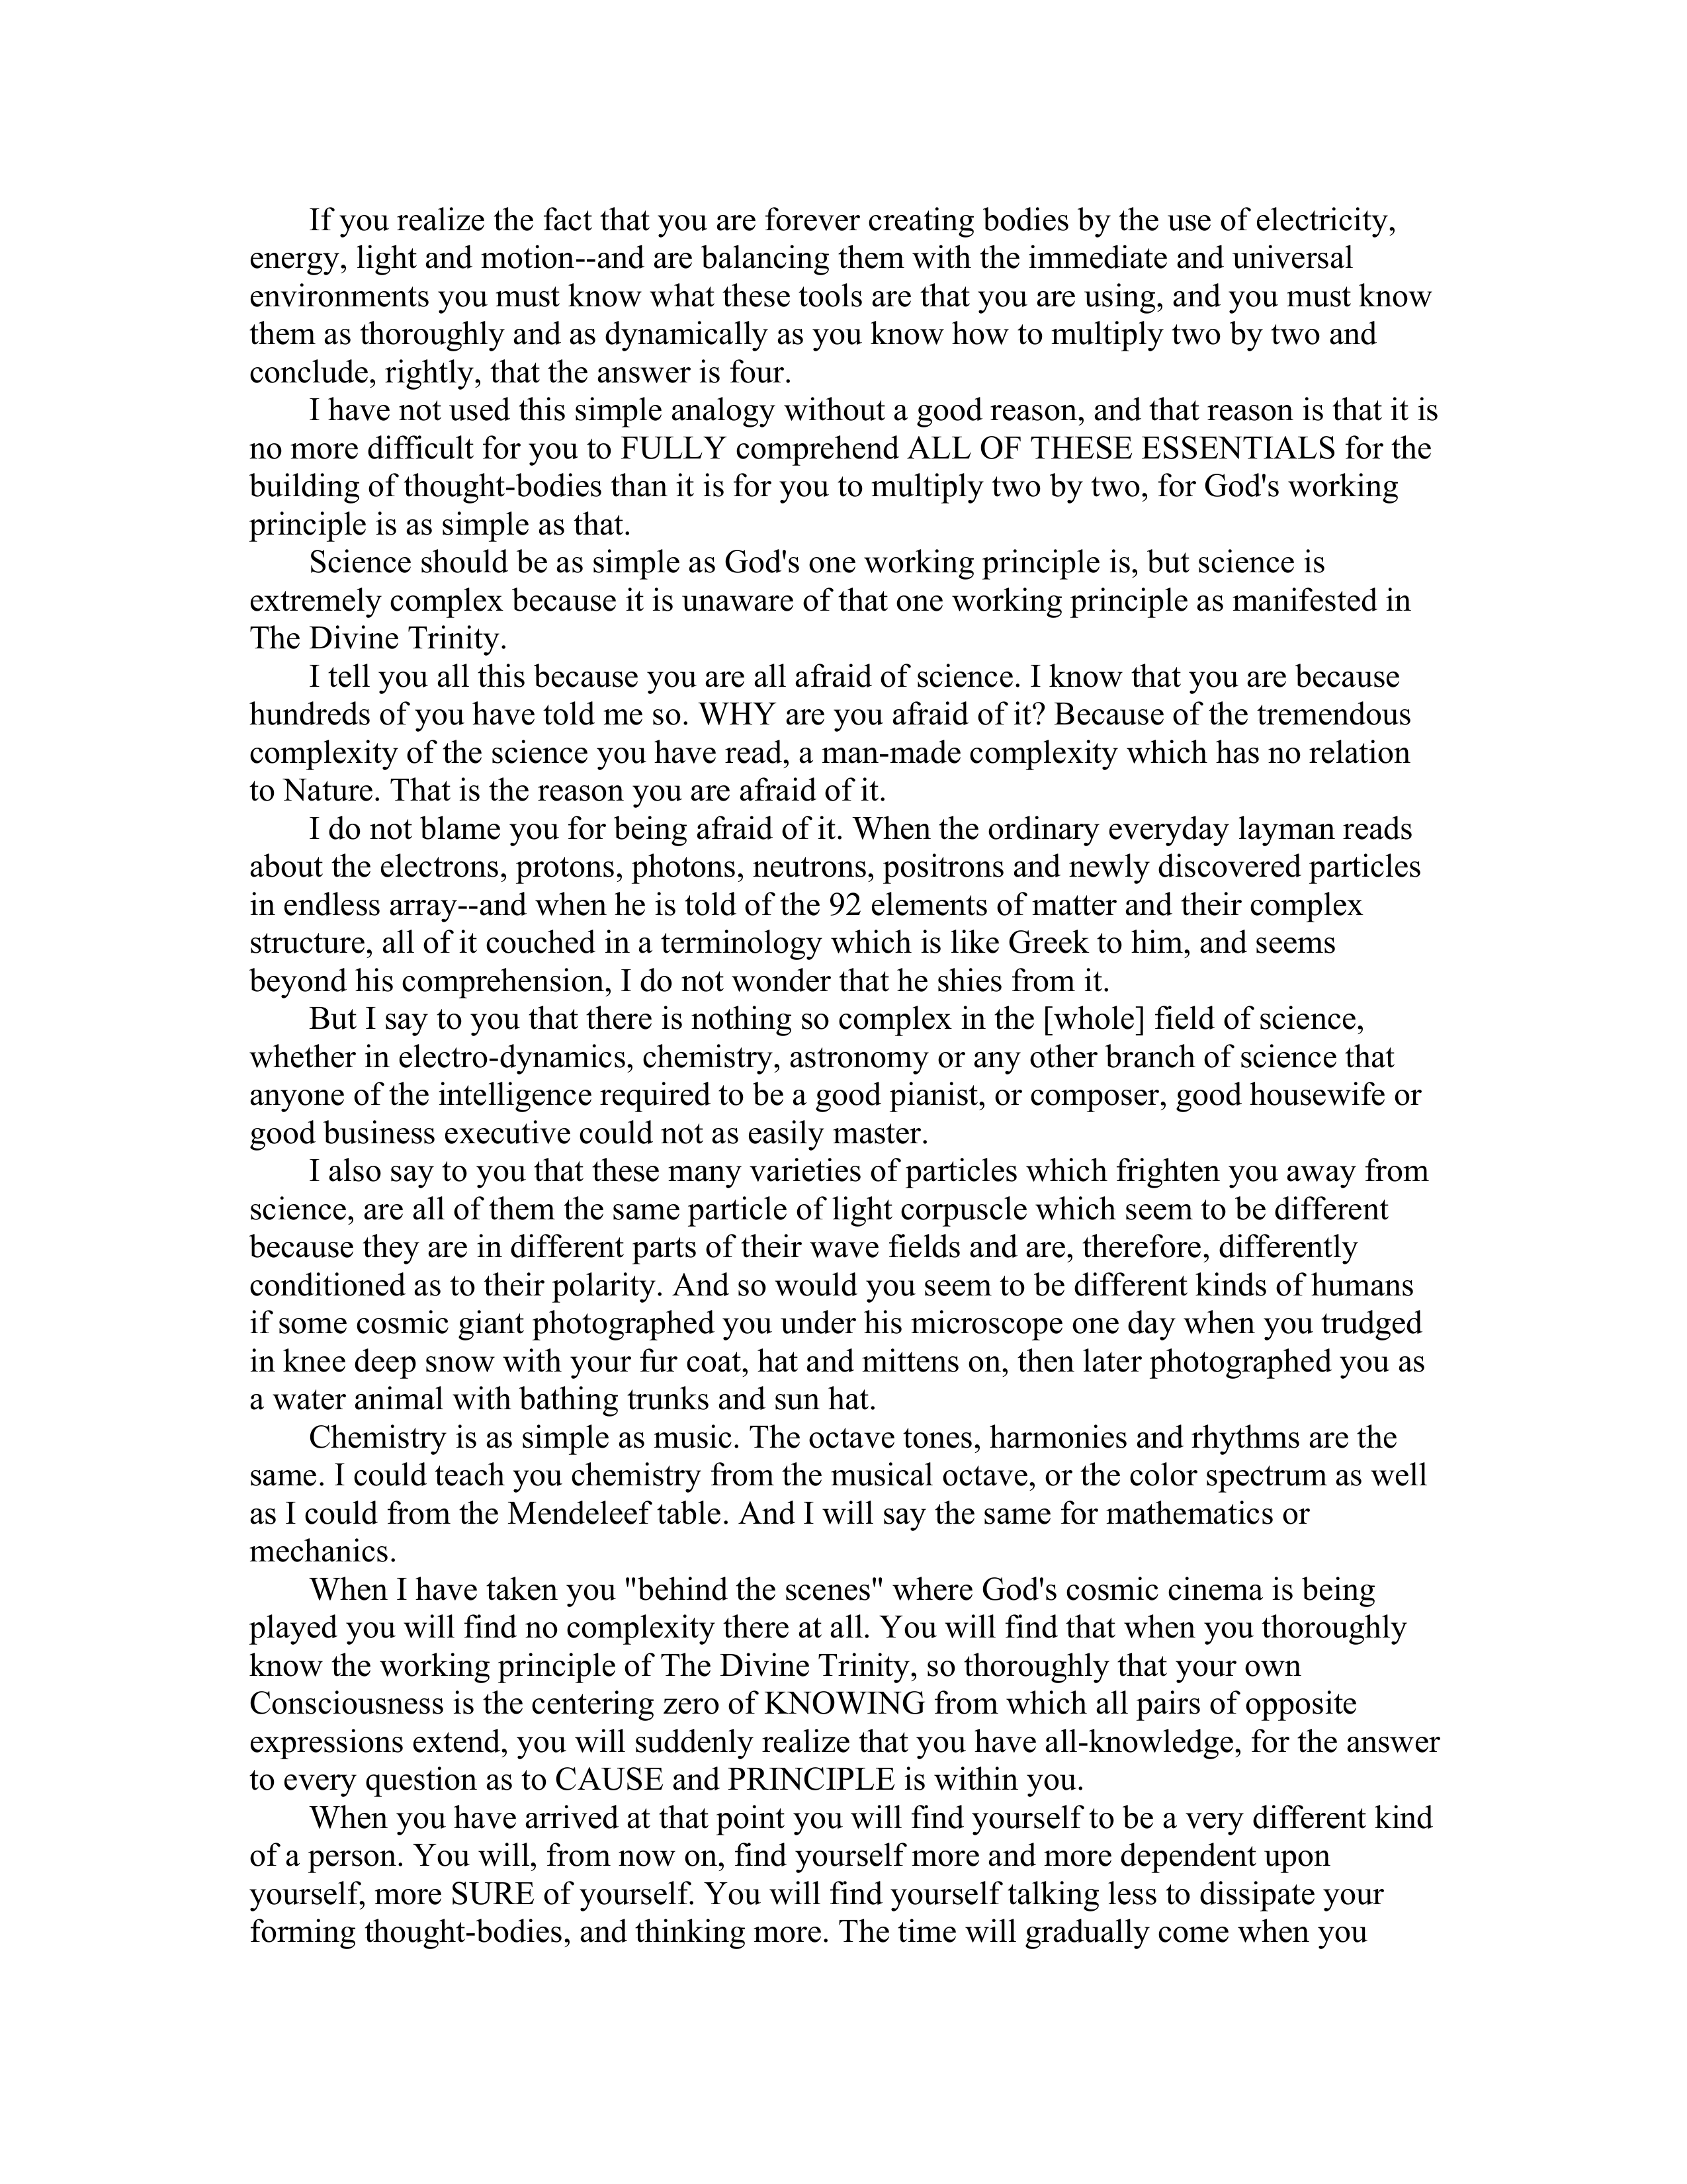 If you realize the fact that you are forever creating bodies by the use of electricity,
energy, light and motion--and are balancing them with the immediate and universal
environments you must know what these tools are that you are using, and you must know
them as thoroughly and as dynamically as you know how to multiply two by two and
conclude, rightly, that the answer is four.
I have not used this simple analogy without a good reason, and that reason is that it is
no more difficult for you to FULLY comprehend ALL OF THESE ESSENTIALS for the
building of thought-bodies than it is for you to multiply two by two, for God's working
principle is as simple as that.
Science should be as simple as God's one working principle is, but science is
extremely complex because it is unaware of that one working principle as manifested in
The Divine Trinity.
I tell you all this because you are all afraid of science. I know that you are because
hundreds of you have told me so. WHY are you afraid of it? Because of the tremendous
complexity of the science you have read, a man-made complexity which has no relation
to Nature. That is the reason you are afraid of it.
I do not blame you for being afraid of it. When the ordinary everyday layman reads
about the electrons, protons, photons, neutrons, positrons and newly discovered particles
in endless array--and when he is told of the 92 elements of matter and their complex
structure, all of it couched in a terminology which is like Greek to him, and seems
beyond his comprehension, I do not wonder that he shies from it.
But I say to you that there is nothing so complex in the [whole] field of science,
whether in electro-dynamics, chemistry, astronomy or any other branch of science that
anyone of the intelligence required to be a good pianist, or composer, good housewife or
good business executive could not as easily master.
I also say to you that these many varieties of particles which frighten you away from
science, are all of them the same particle of light corpuscle which seem to be different
because they are in different parts of their wave fields and are, therefore, differently
conditioned as to their polarity. And so would you seem to be different kinds of humans
if some cosmic giant photographed you under his microscope one day when you trudged
in knee deep snow with your fur coat, hat and mittens on, then later photographed you as
a water animal with bathing trunks and sun hat.
Chemistry is as simple as music. The octave tones, harmonies and rhythms are the
same. I could teach you chemistry from the musical octave, or the color spectrum as well
as I could from the Mendeleef table. And I will say the same for mathematics or
mechanics.
When I have taken you "behind the scenes" where God's cosmic cinema is being
played you will find no complexity there at all. You will find that when you thoroughly
know the working principle of The Divine Trinity, so thoroughly that your own
Consciousness is the centering zero of KNOWING from which all pairs of opposite
expressions extend, you will suddenly realize that you have all-knowledge, for the answer
to every question as to CAUSE and PRINCIPLE is within you.
When you have arrived at that point you will find yourself to be a very different kind
of a person. You will, from now on, find yourself more and more dependent upon
yourself, more SURE of yourself. You will find yourself talking less to dissipate your
forming thought-bodies, and thinking more. The time will gradually come when you